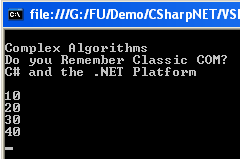 file:///G:/FU/Demo/CSharpNET/VSI
Complex Algorithms
Do you Remember Classic COM?
C# and the .NET Platform
10
20
30
40